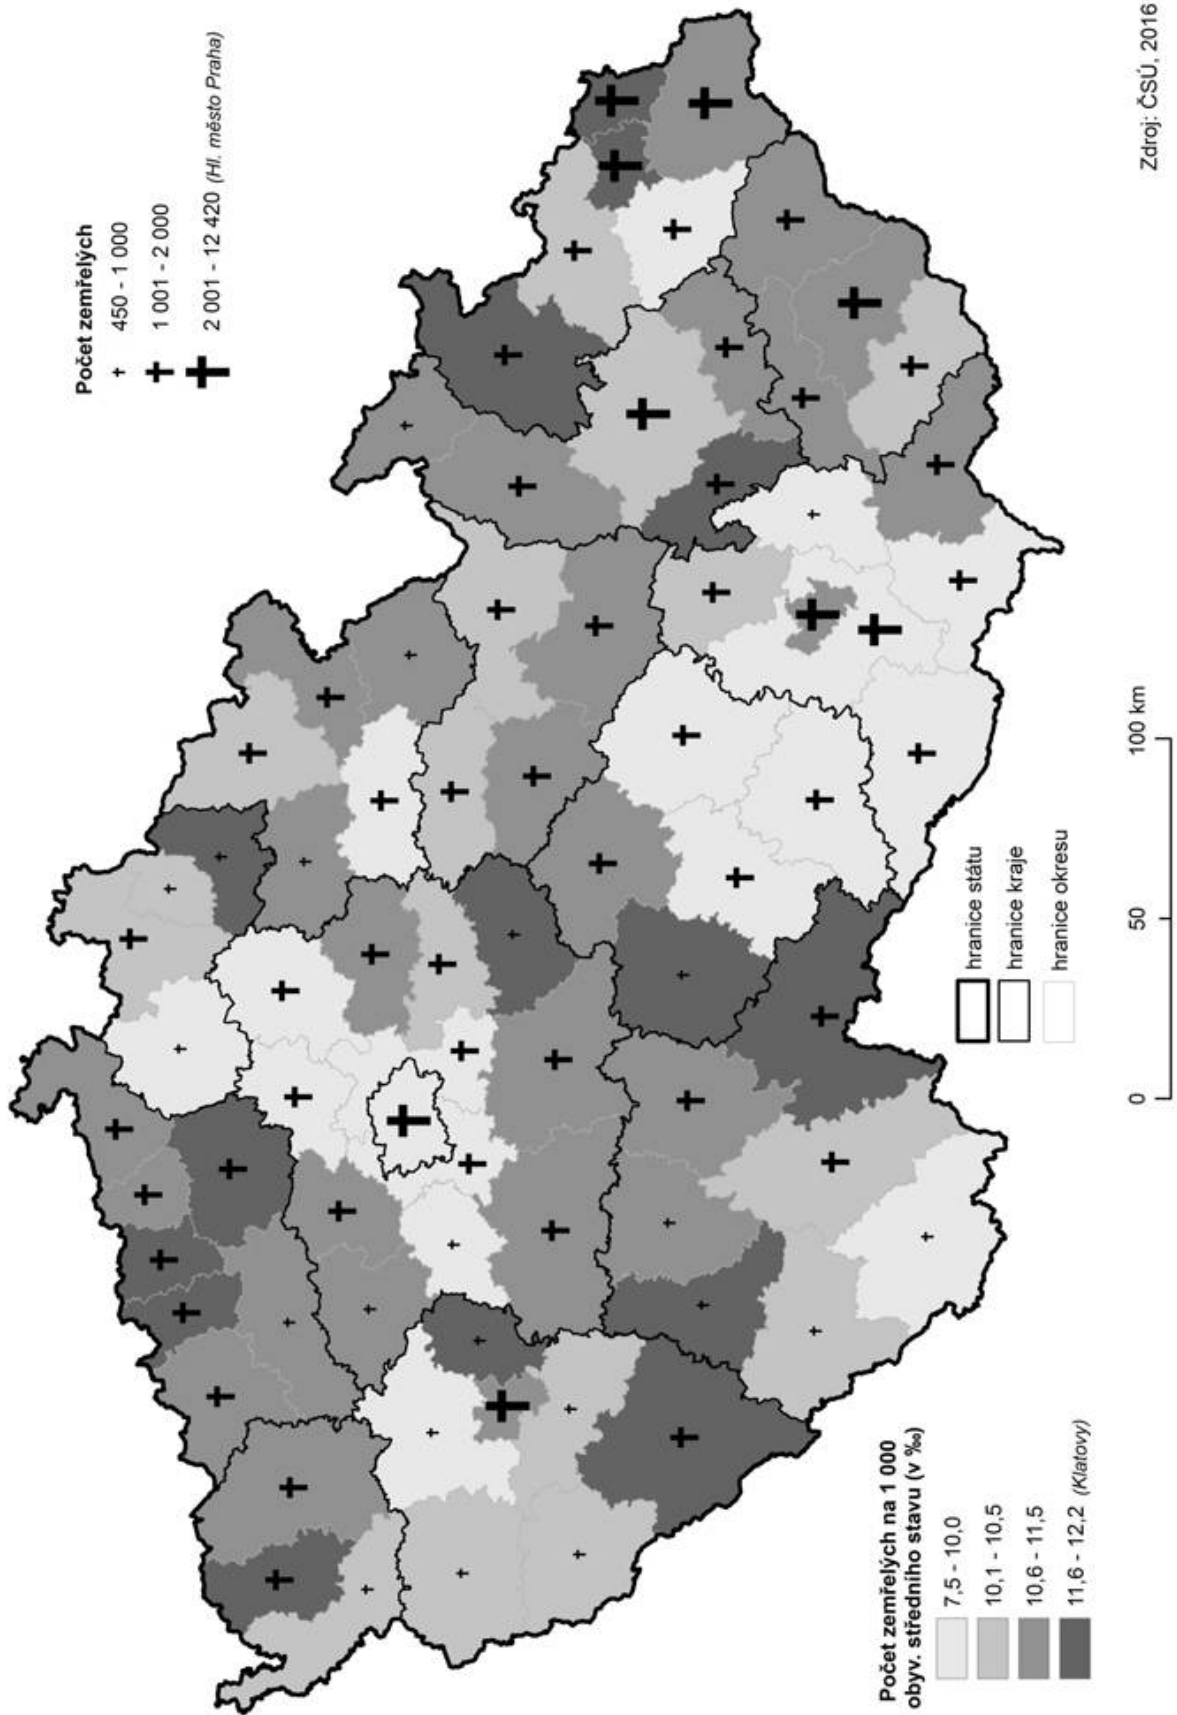 Počet zemřelých
450 - 1 000
1 001 - 2 000
2 001 - 12 420 (Hl. město Praha)
Počet zemřelých na 1 000
obyv. středního stavu (v ‰)
7,5 - 10,0
10,1 - 10,5
10,6 - 11,5
11,6 - 12,2 (Klatovy)
hranice státu
hranice kraje
hranice okresu
0 50 100 km
Zdroj: ČSÚ, 2016